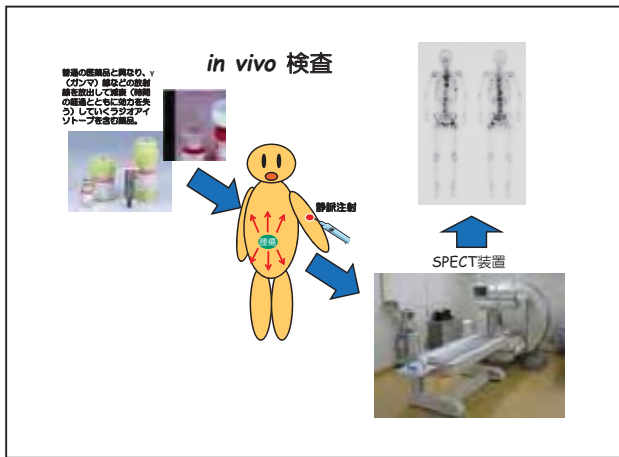 in vivo 検査
普通の医薬品と異なり、γ
（ガンマ）線などの放射
線を放出して減衰（時間
の経過とともに効力を失
う）していくラジオアイ
ソトープを含む薬品。
静脈注射
腫瘍
SPECT装置